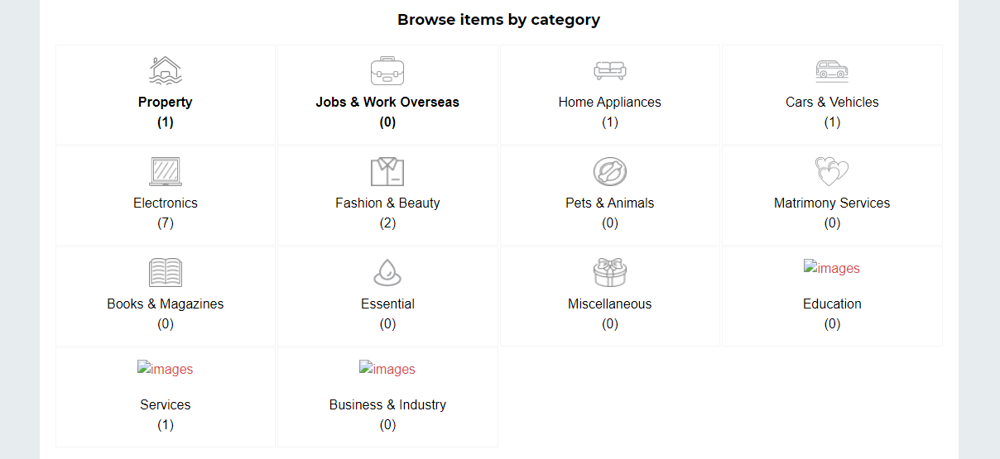 Browse items by category
Property
(1)
Jobs & Work Overseas
(0)
Home Appliances
(1)
Cars & Vehicles
(1)
Electronics
(7)
Fashion & Beauty
(2)
Pets & Animals
(0)
Matrimony Services
(0)
Books & Magazines
(0)
Essential
(0)
Miscellaneous
(0)
images
Education
(0)
images
Services
(1)
images
Business & Industry
(0)